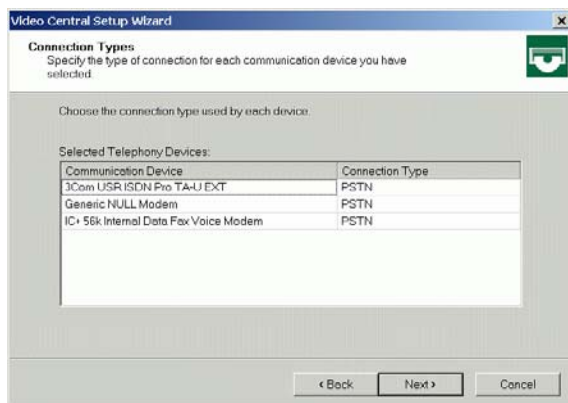 Video Central Setup Wizard
Connection Types
Specify the type of connection for each communication device you have
selected.
Choose the connection type used by each device.
Selected Telephony Devices:
Communication Device Connection Type
3Com USR ISDN Pro TA-U EXT PSTN
Generic NULL Modem PSTN
IC+ 56k Internal Data Fax Voice Modem PSTN
< Back Next > Cancel